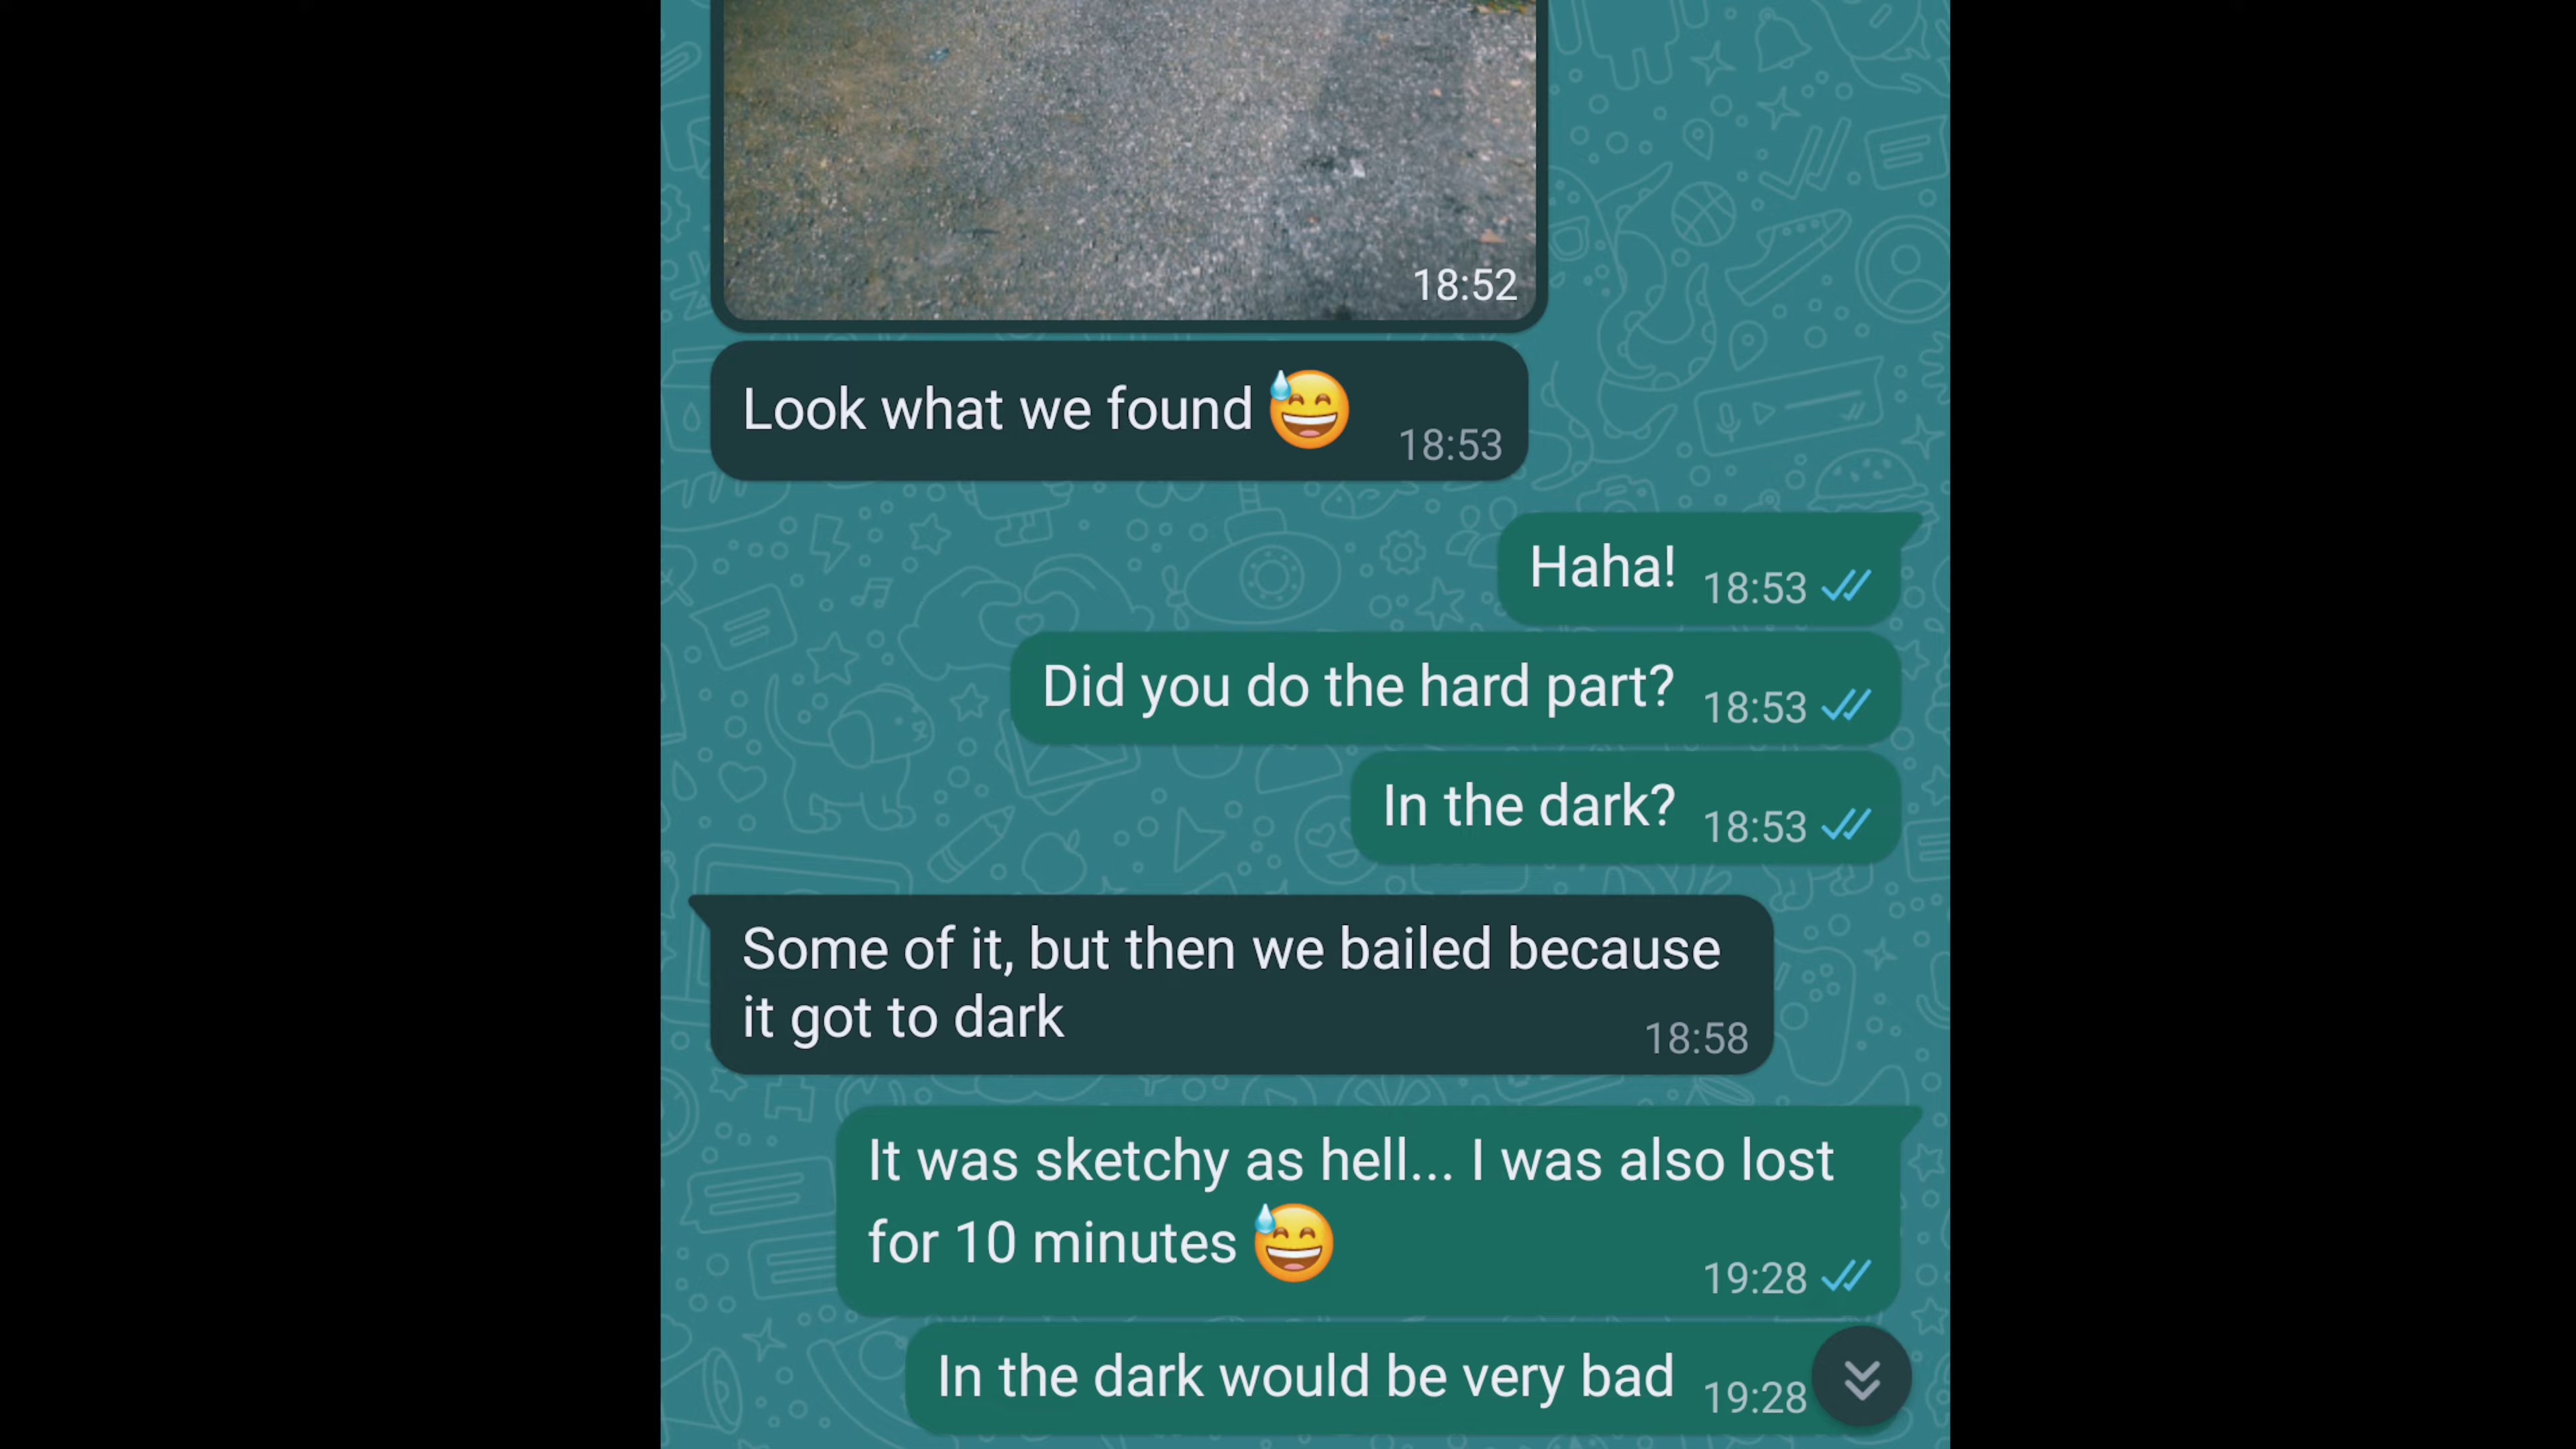 18:52
Look what we found 😅 18:53
Haha! 18:53
Did you do the hard part? 18:53
In the dark? 18:53
Some of it, but then we bailed because
it got to dark 18:58
It was sketchy as hell... I was also lost
for 10 minutes 😅 19:28
In the dark would be very bad 19:28